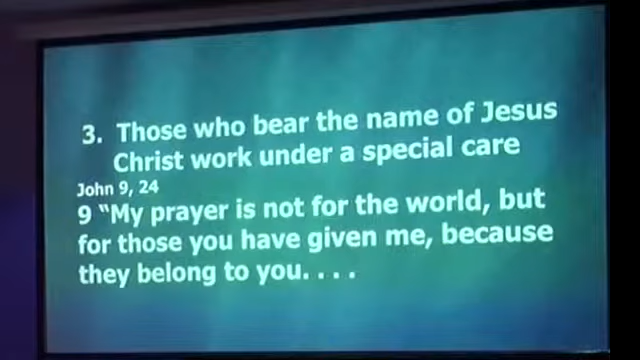 3. Those who bear the name of Jesus
Christ work under a special care
John 9, 24
9 “My prayer is not for the world, but
for those you have given me, because
they belong to you. . . .